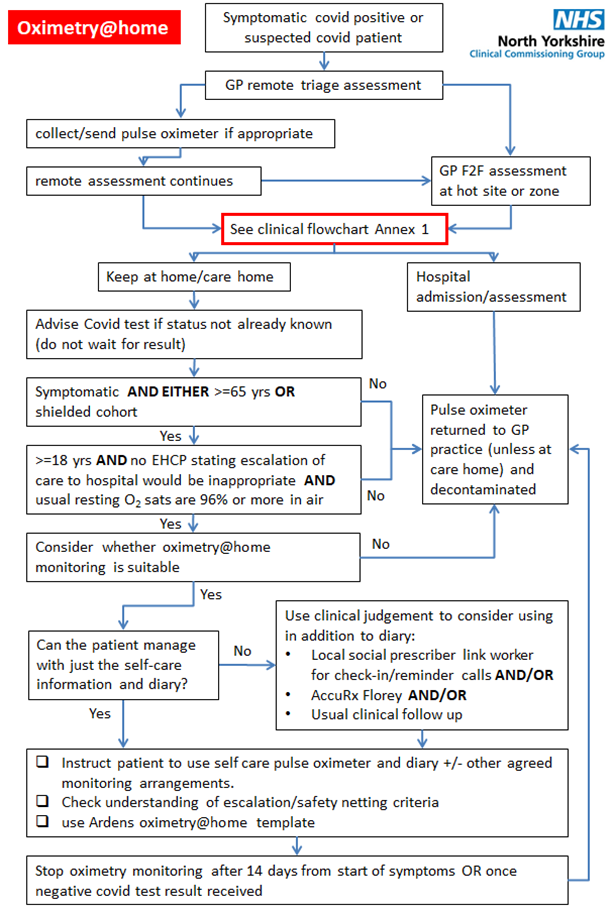 Oximetry@home
Symptomatic covid positive or
suspected covid patient
NHS
North Yorkshire
Clinical Commissioning Group
GP remote triage assessment
collect/send pulse oximeter if appropriate
remote assessment continues
GP F2F assessment
at hot site or zone
See clinical flowchart Annex 1
Keep at home/care home
Hospital
admission/assessment
Advise Covid test if status not already known
(do not wait for result)
Symptomatic AND EITHER >=65 yrs OR
shielded cohort
No
Yes
>=18 yrs AND no EHCP stating escalation of
care to hospital would be inappropriate AND
usual resting O2 sats are 96% or more in air
No
Pulse oximeter
returned to GP
practice (unless at
care home) and
decontaminated
Yes
Consider whether oximetry@home
monitoring is suitable
No
Yes
Can the patient manage
with just the self-care
information and diary?
No
Use clinical judgement to consider using
in addition to diary:
• Local social prescriber link worker
for check-in/reminder calls AND/OR
• AccuRx Florey AND/OR
• Usual clinical follow up
Yes
❑ Instruct patient to use self care pulse oximeter and diary +/- other agreed
monitoring arrangements.
❑ Check understanding of escalation/safety netting criteria
❑ use Ardens oximetry@home template
Stop oximetry monitoring after 14 days from start of symptoms OR once
negative covid test result received